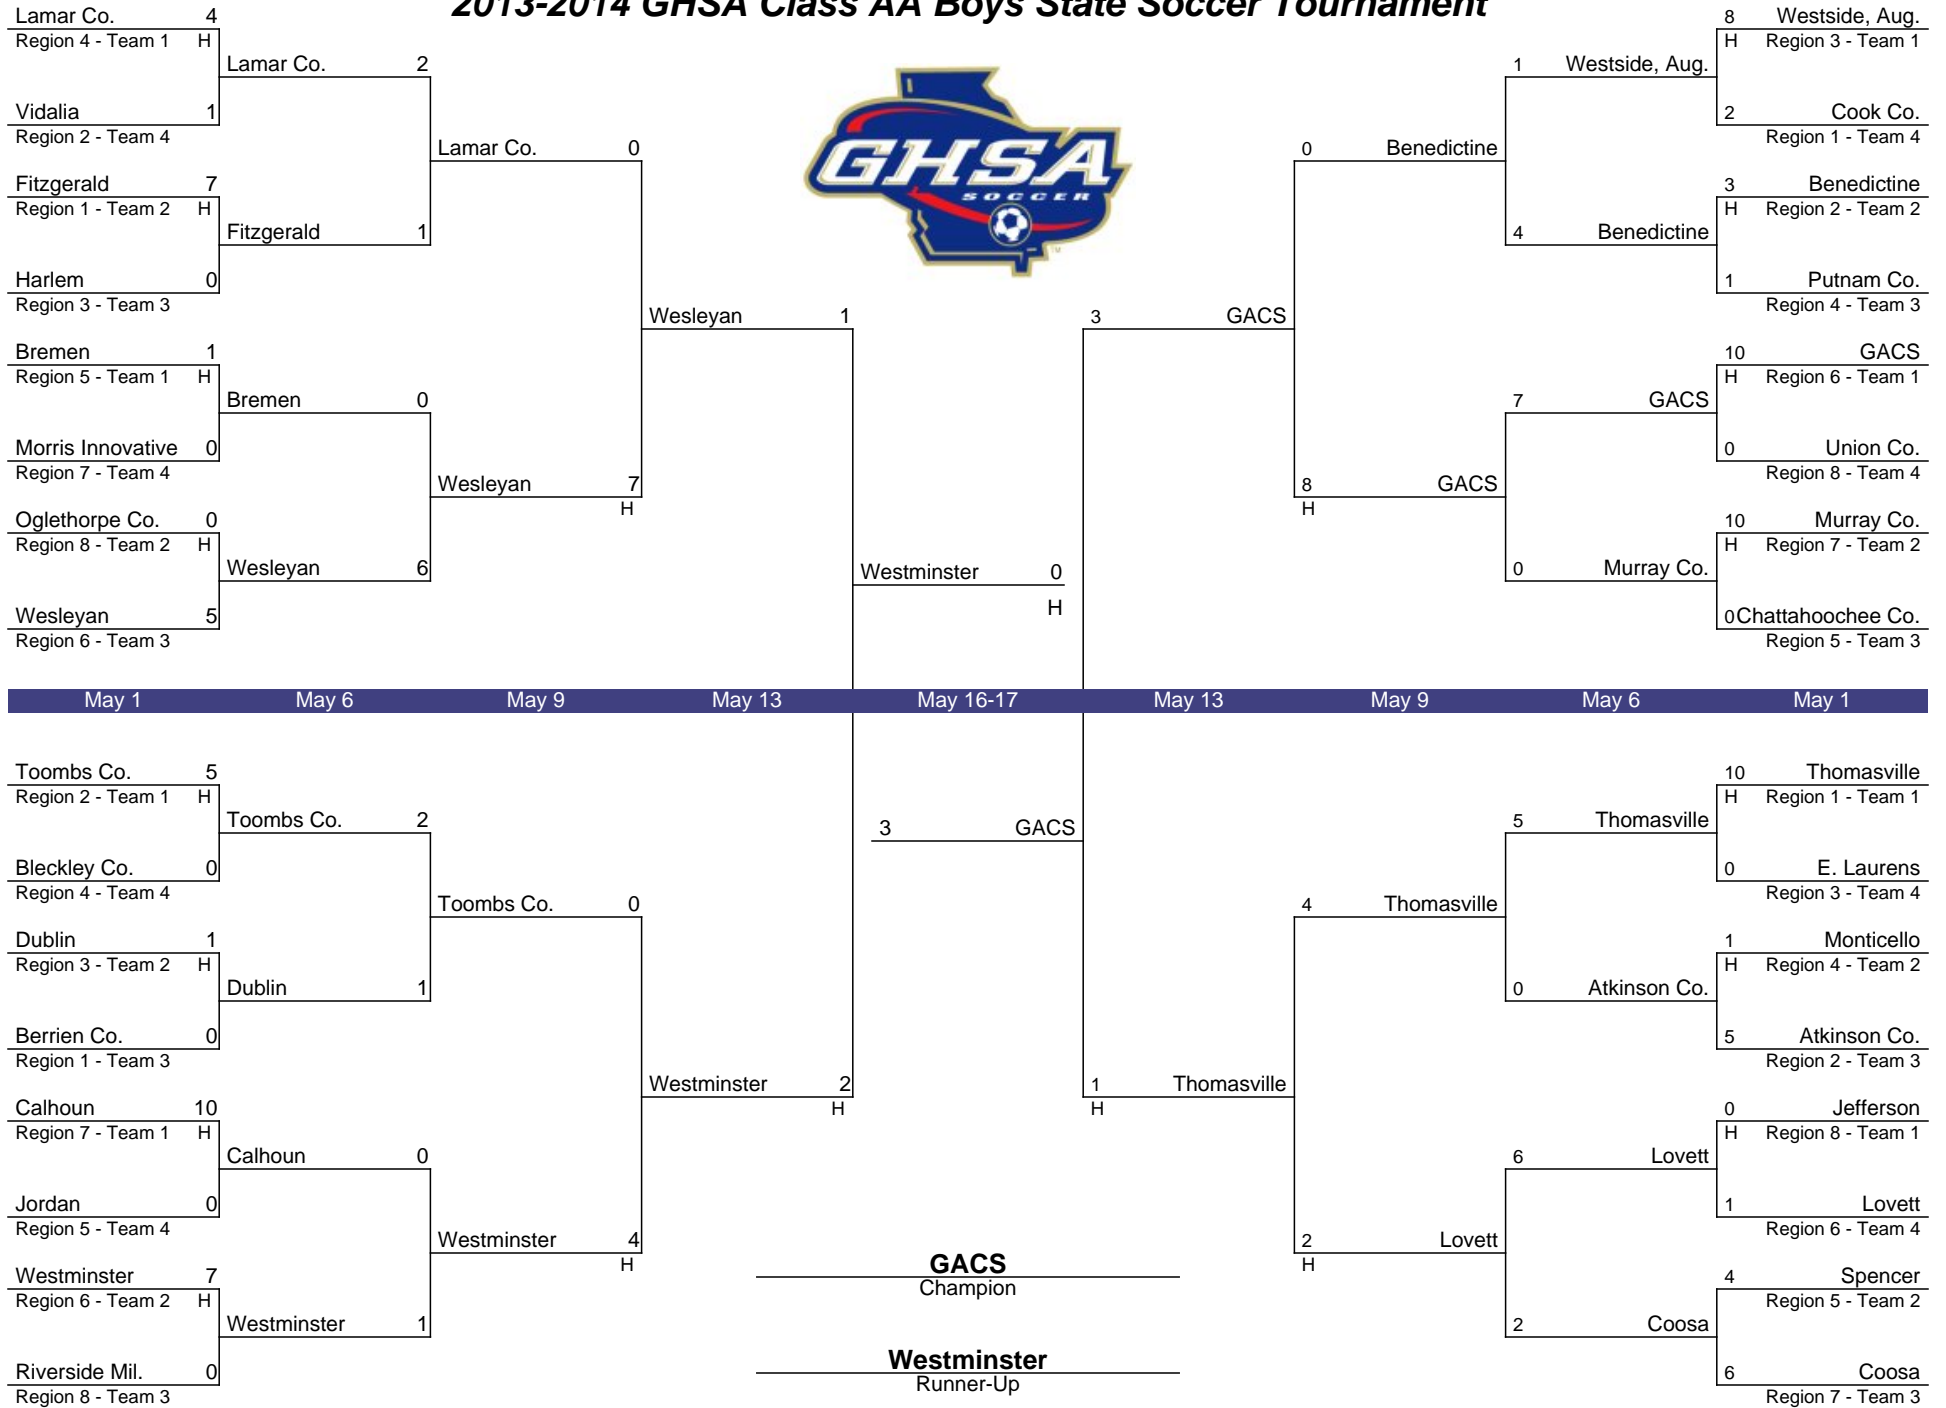 2013-2014 GHSA Class AA Boys State Soccer Tournament
Lamar Co. 4
Region 4 - Team 1 H
Vidalia 1
Region 2 - Team 4
Fitzgerald 7
Region 1 - Team 2 H
Harlem 0
Region 3 - Team 3
Bremen 1
Region 5 - Team 1 H
Morris Innovative 0
Region 7 - Team 4
Oglethorpe Co. 0
Region 8 - Team 2 H
Wesleyan 5
Region 6 - Team 3
Lamar Co. 2
Fitzgerald 1
Bremen 0
Wesleyan 6
Lamar Co. 0
Wesleyan 7
H
Wesleyan 1
GHSA
SOCCER
TM
Westminster 0
H
3 GACS
0 Benedictine
8 GACS
H
1 Westside, Aug.
4 Benedictine
7 GACS
0 Murray Co.
8 Westside, Aug.
H Region 3 - Team 1
2 Cook Co.
Region 1 - Team 4
3 Benedictine
H Region 2 - Team 2
1 Putnam Co.
Region 4 - Team 3
10 GACS
H Region 6 - Team 1
0 Union Co.
Region 8 - Team 4
10 Murray Co.
H Region 7 - Team 2
0 Chattahoochee Co.
Region 5 - Team 3
May 1 May 6 May 9 May 13 May 16-17 May 13 May 9 May 6 May 1
Toombs Co. 5
Region 2 - Team 1 H
Bleckley Co. 0
Region 4 - Team 4
Dublin 1
Region 3 - Team 2 H
Berrien Co. 0
Region 1 - Team 3
Calhoun 10
Region 7 - Team 1 H
Jordan 0
Region 5 - Team 4
Westminster 7
Region 6 - Team 2 H
Riverside Mil. 0
Region 8 - Team 3
Toombs Co. 2
Dublin 1
Calhoun 0
Westminster 1
Toombs Co. 0
Westminster 4
H
Westminster 2
H
3 GACS
GACS
Champion
Westminster
Runner-Up
1 Thomasville
H
4 Thomasville
2 Lovett
H
5 Thomasville
0 Atkinson Co.
6 Lovett
2 Coosa
10 Thomasville
H Region 1 - Team 1
0 E. Laurens
Region 3 - Team 4
1 Monticello
H Region 4 - Team 2
5 Atkinson Co.
Region 2 - Team 3
0 Jefferson
H Region 8 - Team 1
1 Lovett
Region 6 - Team 4
4 Spencer
Region 5 - Team 2
6 Coosa
Region 7 - Team 3